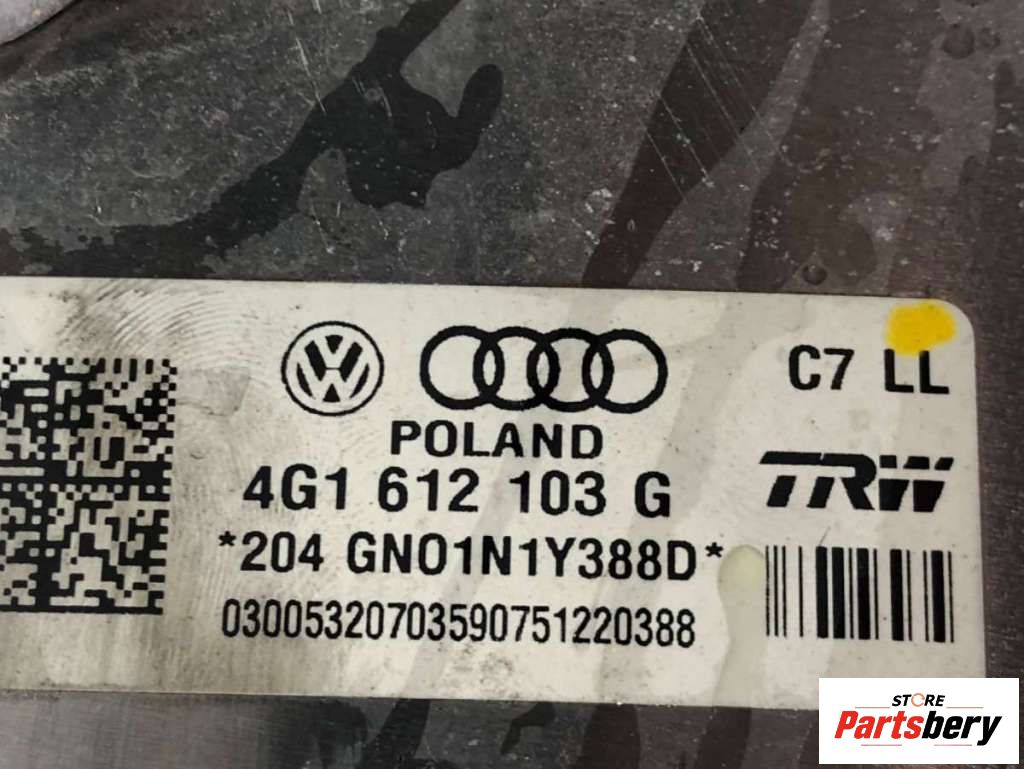 C7 LL
POLAND
4G1 612 103 G
TRW
*204 GN01N1Y388D*
03005320703590751220388
STORE
Partsbery